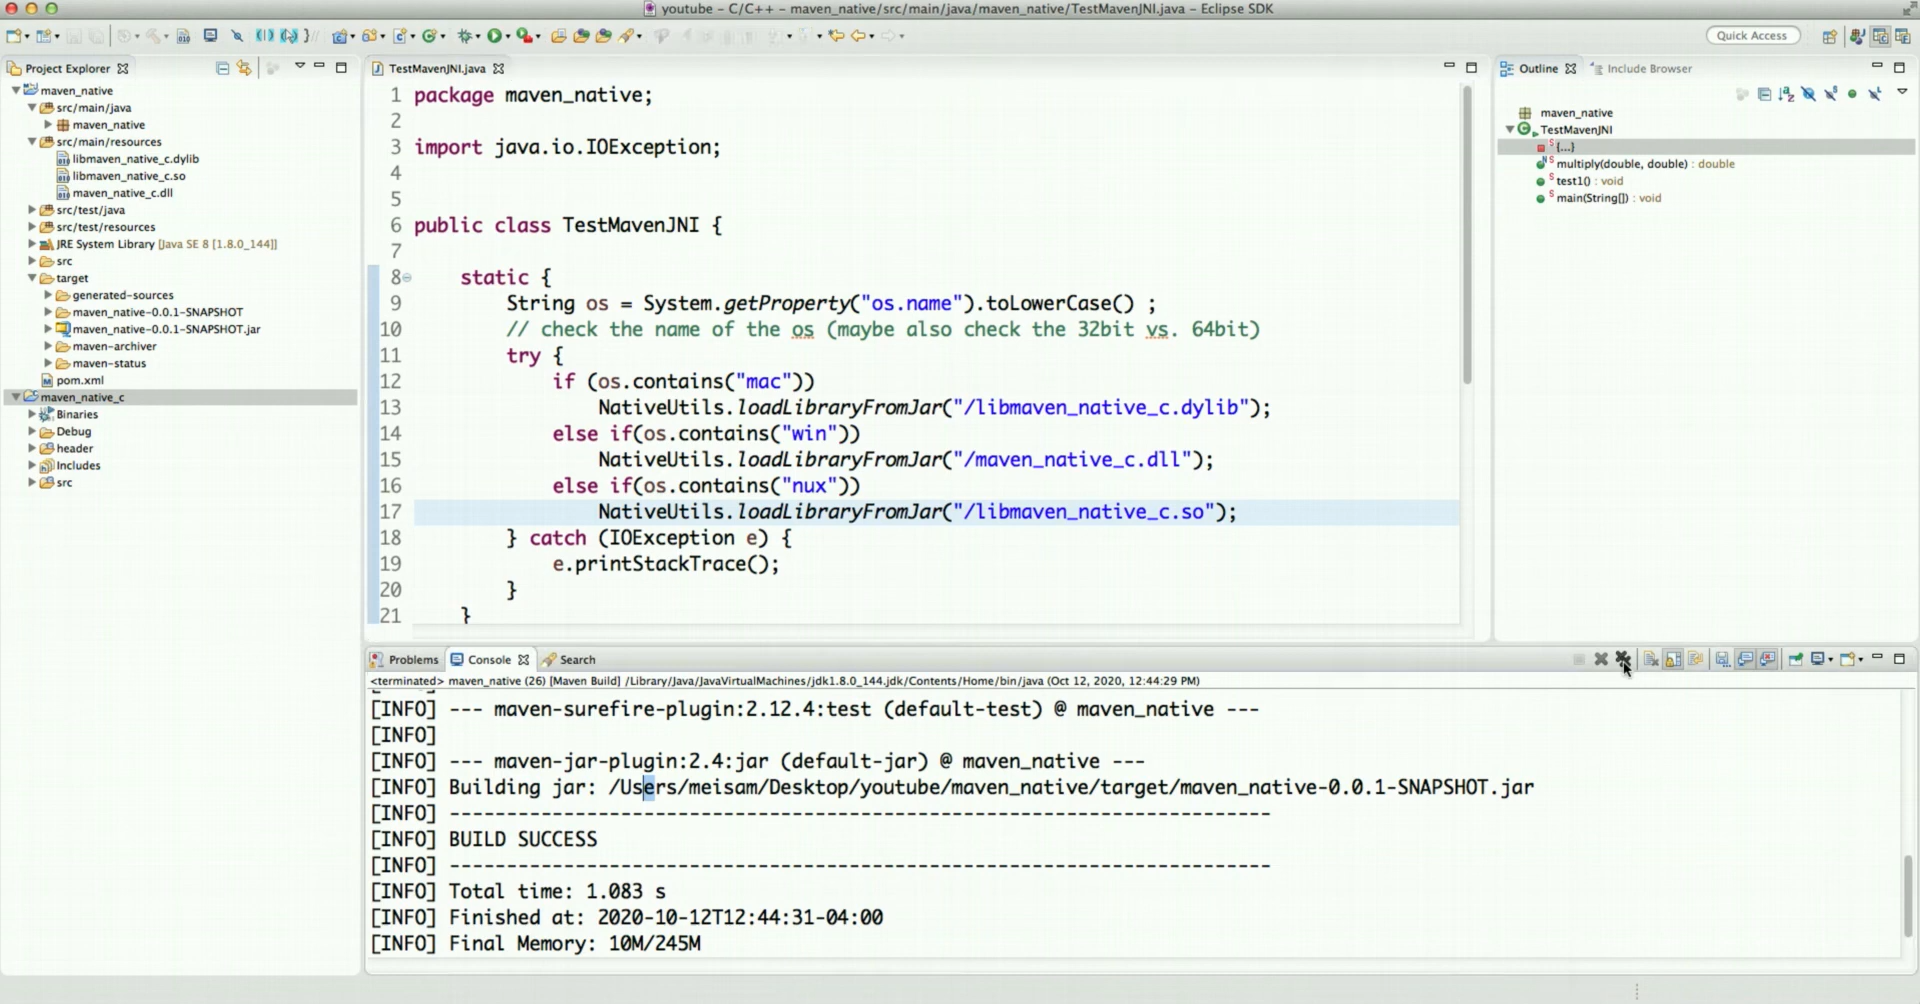 youtube - C/C++ - maven_native/src/main/java/maven_native/TestMavenJNI.java - Eclipse SDK
Quick Access
Project Explorer
maven_native
src/main/java
maven_native
src/main/resources
libmaven_native_c.dylib
libmaven_native_c.so
maven_native_c.dll
src/test/java
src/test/resources
JRE System Library [Java SE 8 [1.8.0_144]]
src
target
generated-sources
maven_native-0.0.1-SNAPSHOT
maven_native-0.0.1-SNAPSHOT.jar
maven-archiver
maven-status
pom.xml
maven_native_c
Binaries
Debug
header
Includes
src
TestMavenJNI.java
1 package maven_native;
2
3 import java.io.IOException;
4
5
6 public class TestMavenJNI {
7
8 static {
9 String os = System.getProperty("os.name").toLowerCase() ;
10 // check the name of the os (maybe also check the 32bit vs. 64bit)
11 try {
12 if (os.contains("mac"))
13 NativeUtils.loadLibraryFromJar("/libmaven_native_c.dylib");
14 else if(os.contains("win"))
15 NativeUtils.loadLibraryFromJar("/maven_native_c.dll");
16 else if(os.contains("nux"))
17 NativeUtils.loadLibraryFromJar("/libmaven_native_c.so");
18 } catch (IOException e) {
19 e.printStackTrace();
20 }
21 }
Outline Include Browser
maven_native
TestMavenJNI
{...}
multiply(double, double) : double
test1() : void
main(String[]) : void
Problems Console Search
<terminated> maven_native (26) [Maven Build] /Library/Java/JavaVirtualMachines/jdk1.8.0_144.jdk/Contents/Home/bin/java (Oct 12, 2020, 12:44:29 PM)
[INFO] --- maven-surefire-plugin:2.12.4:test (default-test) @ maven_native ---
[INFO]
[INFO] --- maven-jar-plugin:2.4:jar (default-jar) @ maven_native ---
[INFO] Building jar: /Users/meisam/Desktop/youtube/maven_native/target/maven_native-0.0.1-SNAPSHOT.jar
[INFO] ------------------------------------------------------------------------
[INFO] BUILD SUCCESS
[INFO] ------------------------------------------------------------------------
[INFO] Total time: 1.083 s
[INFO] Finished at: 2020-10-12T12:44:31-04:00
[INFO] Final Memory: 10M/245M